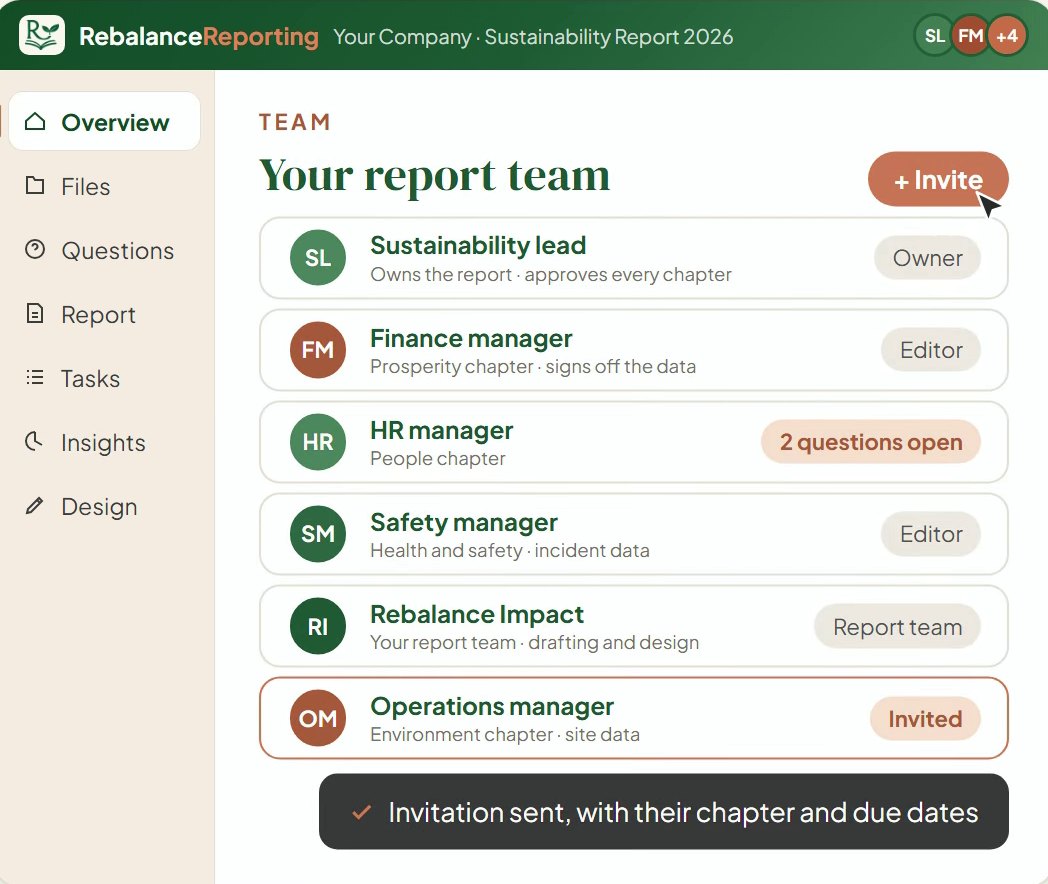 R
RebalanceReporting
Your Company · Sustainability Report 2026
SL
FM
+4
Overview
Files
Questions
Report
Tasks
Insights
Design
TEAM
Your report team
+ Invite
SL
Sustainability lead
Owns the report · approves every chapter
Owner
FM
Finance manager
Prosperity chapter · signs off the data
Editor
HR
HR manager
People chapter
2 questions open
SM
Safety manager
Health and safety · incident data
Editor
RI
Rebalance Impact
Your report team · drafting and design
Report team
OM
Operations manager
Environment chapter · site data
Invited
Invitation sent, with their chapter and due dates